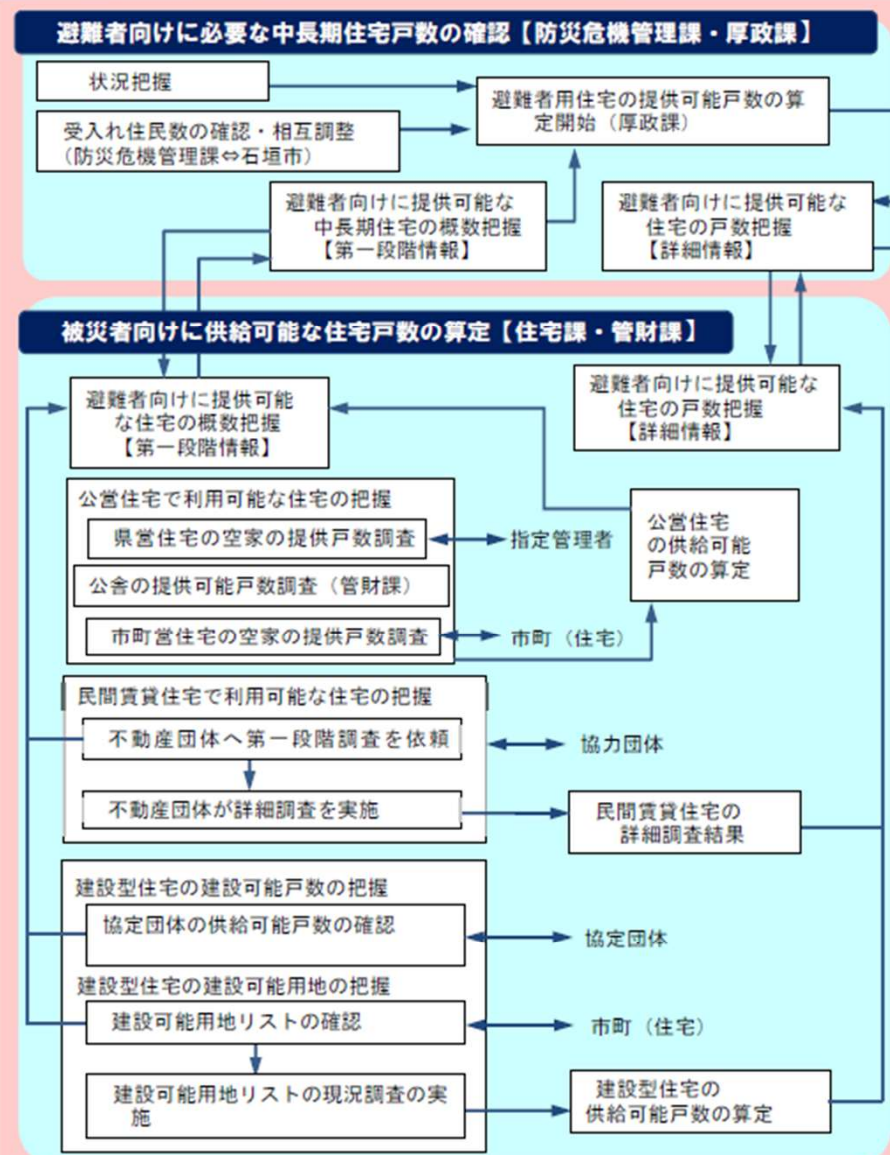 避難者向けに必要な中長期住宅戸数の確認【防災危機管理課・厚政課】
状況把握
受入れ住民数の確認・相互調整
(防災危機管理課⇔石垣市)
避難者用住宅の提供可能戸数の算
定開始(厚政課)
避難者向けに提供可能な
中長期住宅の概数把握
【第一段階情報】
避難者向けに提供可能な
住宅の戸数把握
【詳細情報】
被災者向けに供給可能な住宅戸数の算定【住宅課・管財課】
避難者向けに提供可能
な住宅の概数把握
【第一段階情報】
避難者向けに提供可能な
住宅の戸数把握
【詳細情報】
公営住宅で利用可能な住宅の把握
県営住宅の空家の提供戸数調査
指定管理者
公舎の提供可能戸数調査(管財課)
市町営住宅の空家の提供戸数調査
市町(住宅)
公営住宅
の供給可能
戸数の算定
民間賃貸住宅で利用可能な住宅の把握
不動産団体へ第一段階調査を依頼
協力団体
不動産団体が詳細調査を実施
民間賃貸住宅の
詳細調査結果
建設型住宅の建設可能戸数の把握
協定団体の供給可能戸数の確認
協定団体
建設型住宅の建設可能用地の把握
建設可能用地リストの確認
市町(住宅)
建設可能用地リストの現況調査の実
施
建設型住宅の
供給可能戸数の算定